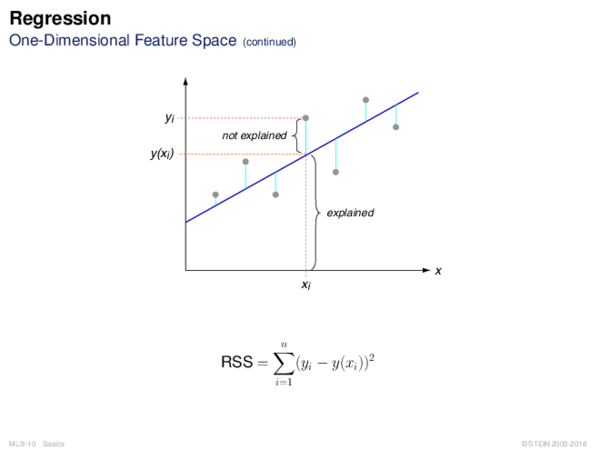 Regression
One-Dimensional Feature Space (continued)
yi
not explained
y(xi)
explained
x
xi
RSS = ∑ᵢ₌₁ⁿ (yi − y(xi))²
ML:II-10 Basics
© STEIN 2005-2018